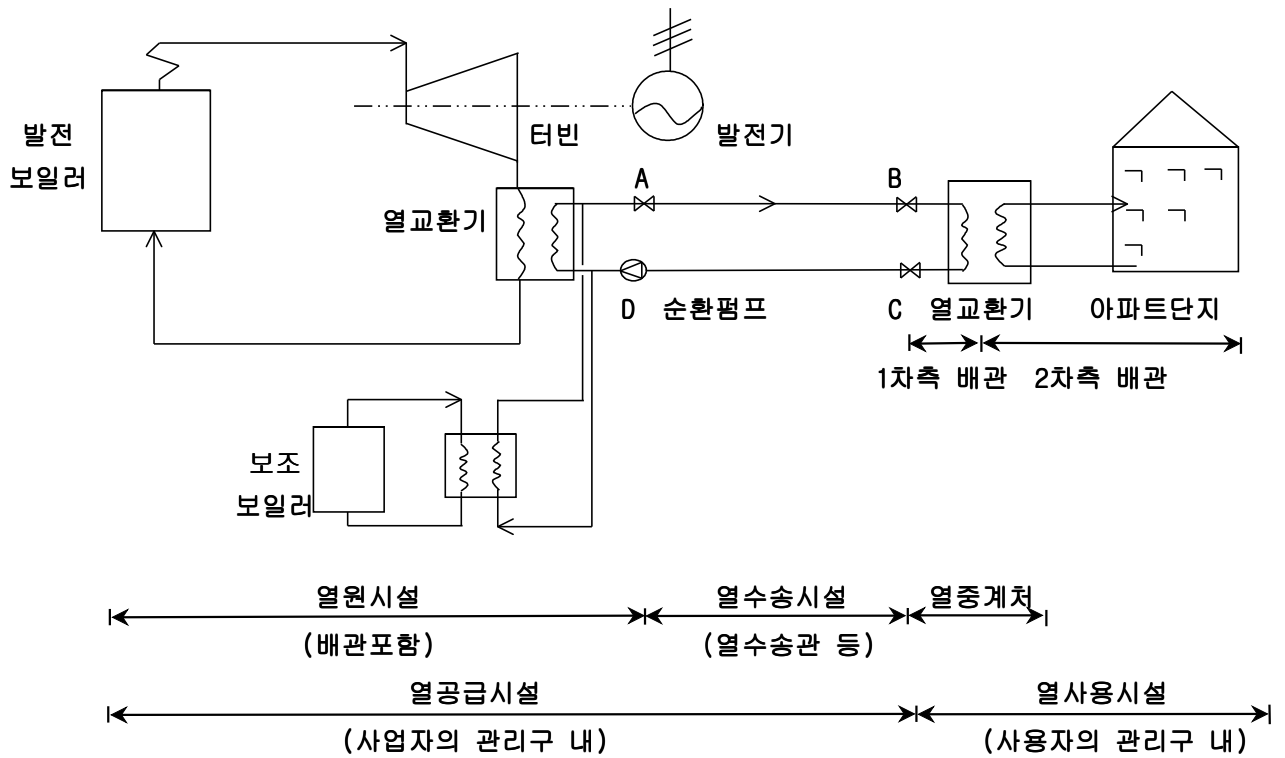 발전
보일러
터빈
발전기
열교환기
A
B
D 순환펌프
C 열교환기
아파트단지
1차측 배관
2차측 배관
보조
보일러
열원시설
(배관포함)
열수송시설
(열수송관 등)
열중계처
열공급시설
(사업자의 관리구 내)
열사용시설
(사용자의 관리구 내)